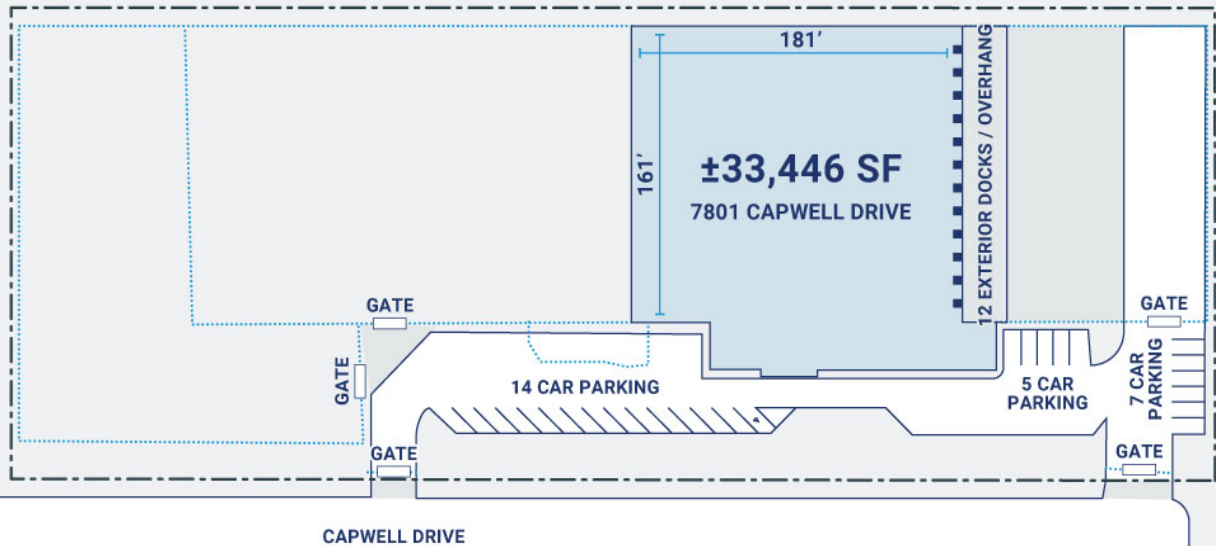 181'
161'
±33,446 SF
7801 CAPWELL DRIVE
12 EXTERIOR DOCKS / OVERHANG
GATE
GATE
GATE
14 CAR PARKING
5 CAR
PARKING
7 CAR
PARKING
GATE
GATE
CAPWELL DRIVE